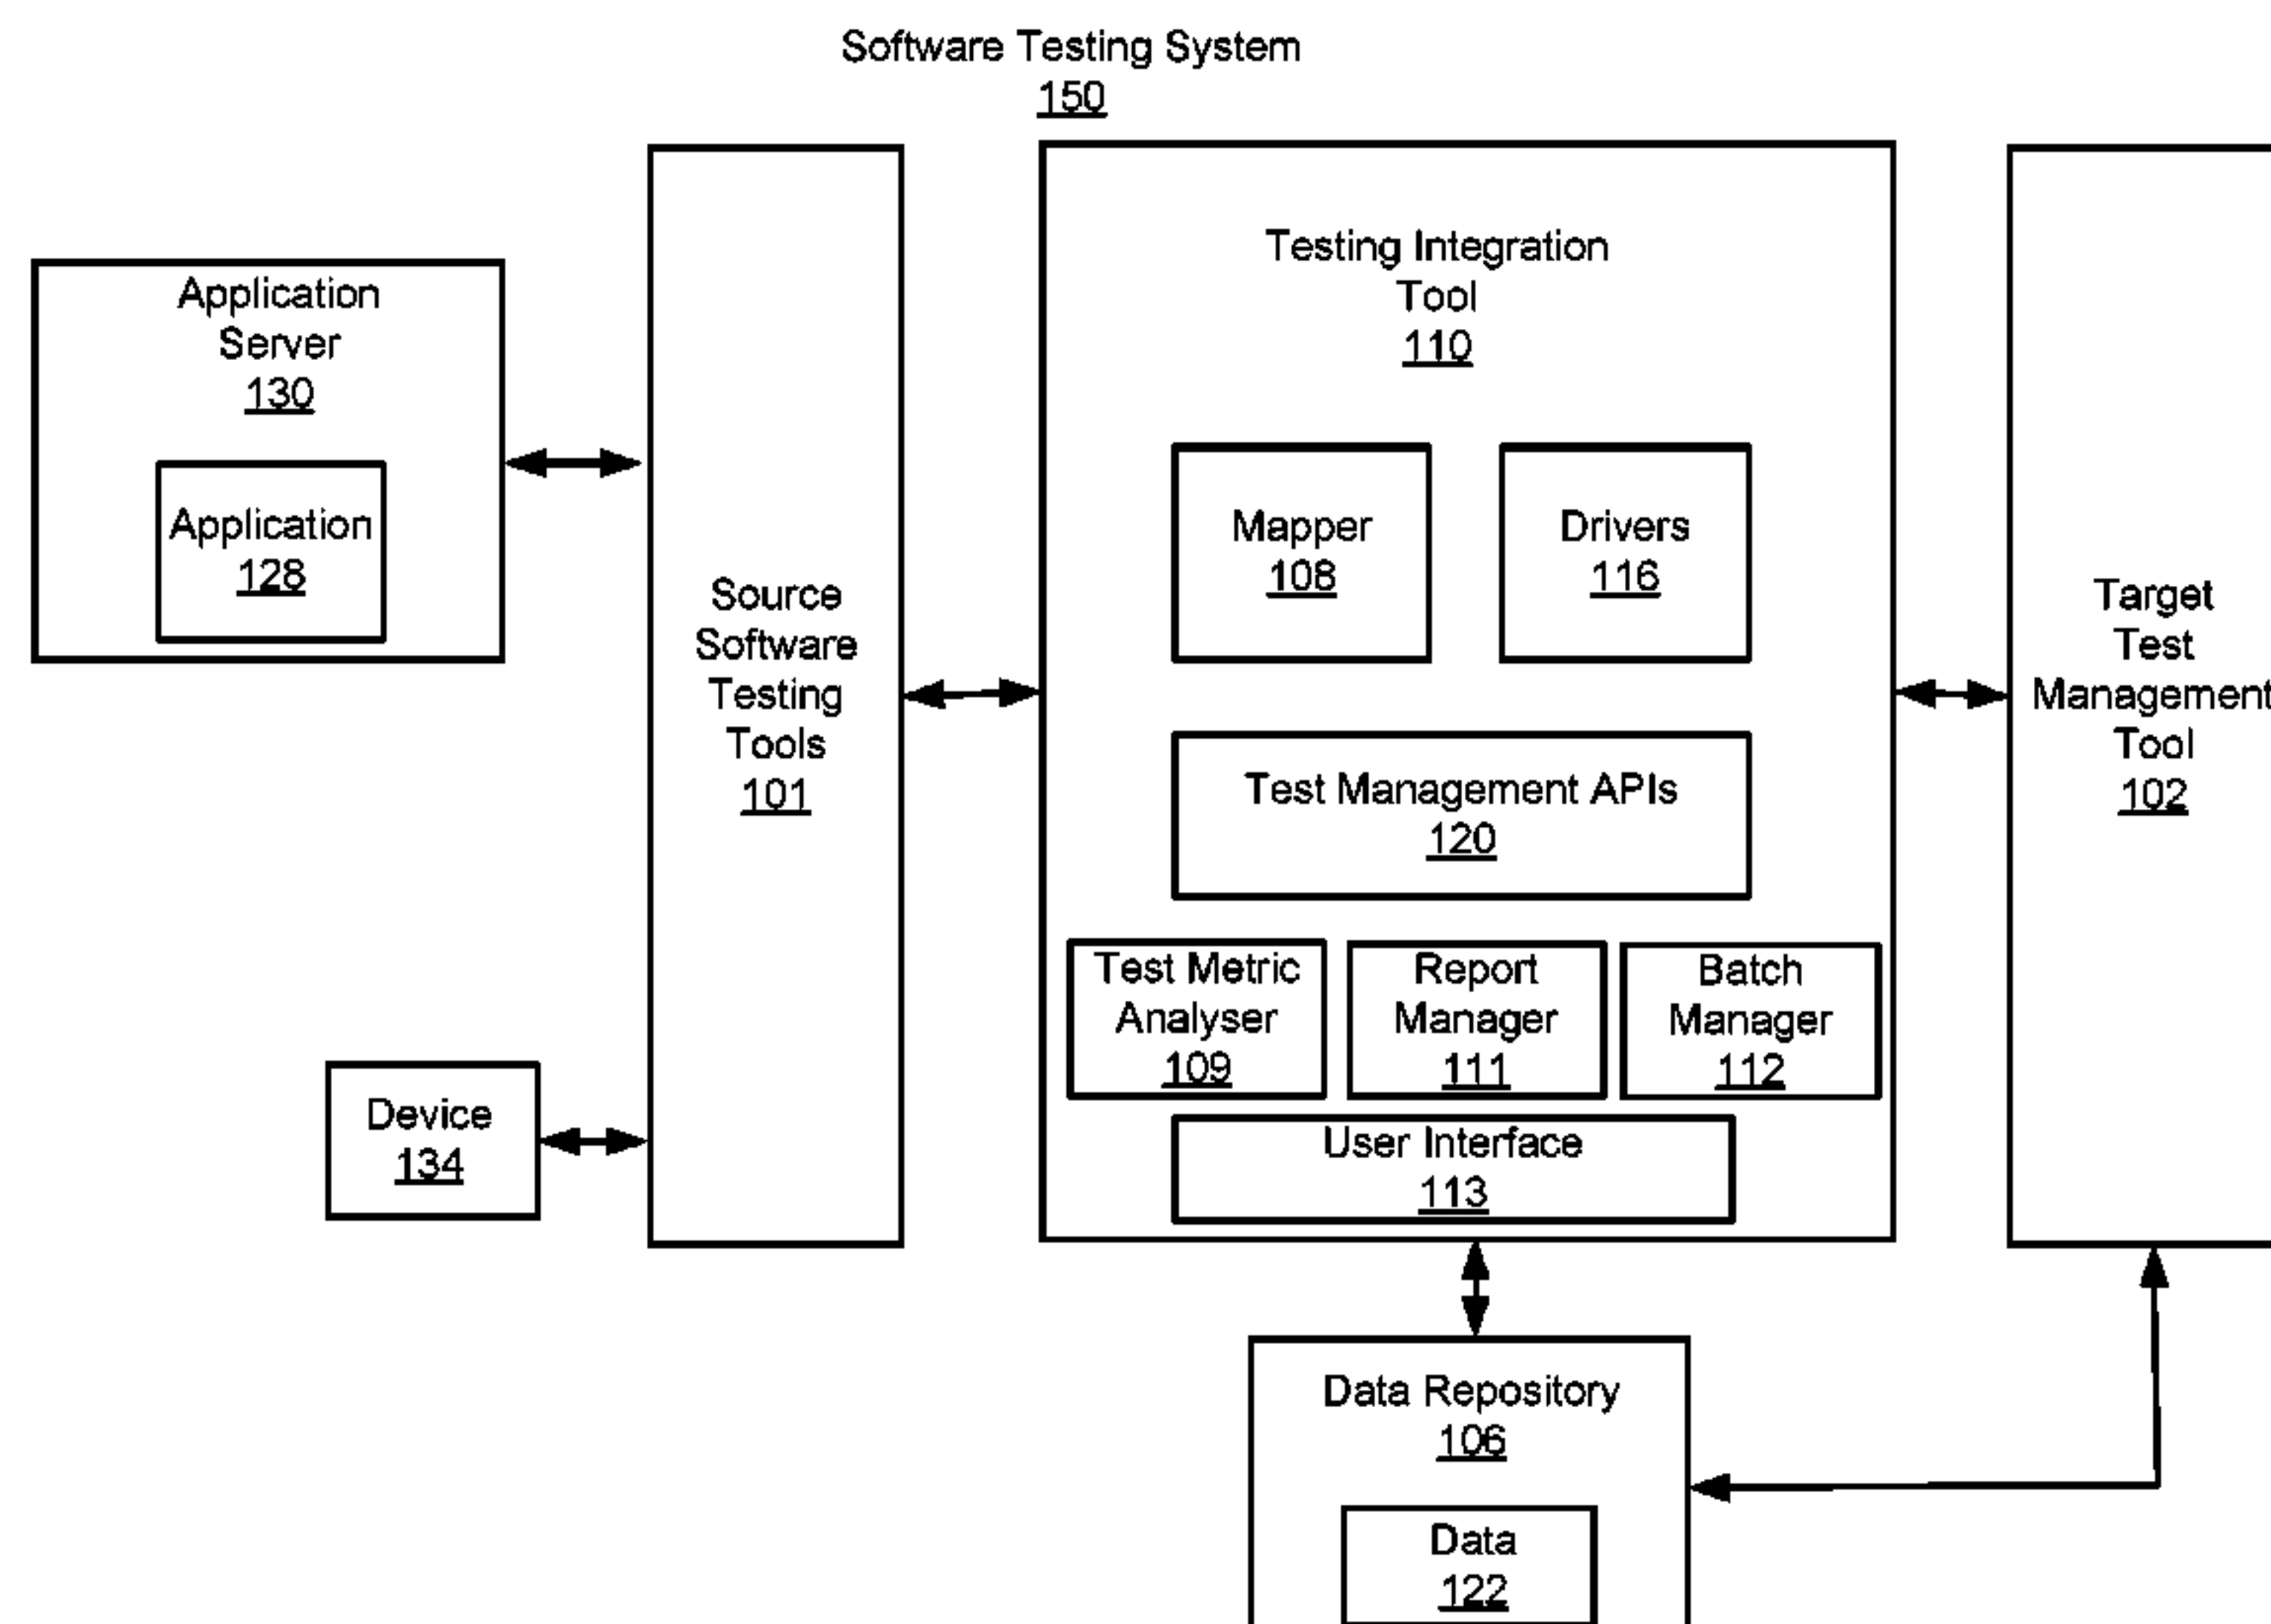 Software Testing System
150
Application
Server
130
Application
128
Device
134
Source
Software
Testing
Tools
101
Testing Integration
Tool
110
Mapper
108
Drivers
116
Test Management APIs
120
Test Metric
Analyser
109
Report
Manager
111
Batch
Manager
112
User Interface
113
Target
Test
Management
Tool
102
Data Repository
106
Data
122